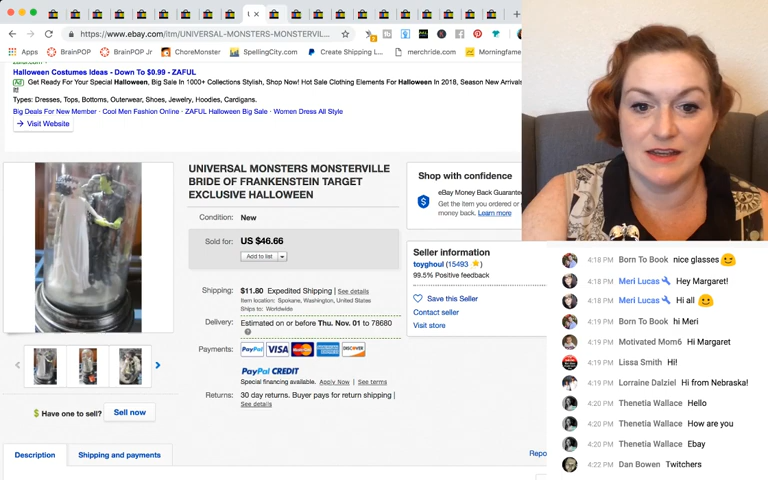 https://www.ebay.com/itm/UNIVERSAL-MONSTERS-MONSTERVIL...
Apps
BrainPOP
BrainPOP Jr
ChoreMonster
SpellingCity.com
Create Shipping L...
merchride.com
Morningfame
Halloween Costumes Ideas - Down To $0.99 - ZAFUL
Ad Get Ready For Your Special Halloween, Big Sale In 1000+ Collections Stylish, Shop Now! Hot Sale Clothing Elements For Halloween In 2018, Season New Arrivals
It!
Types: Dresses, Tops, Bottoms, Outerwear, Shoes, Jewelry, Hoodies, Cardigans.
Big Deals For New Member · Cool Men Fashion Online · ZAFUL Halloween Big Sale · Women Dress All Style
Visit Website
UNIVERSAL MONSTERS MONSTERVILLE
BRIDE OF FRANKENSTEIN TARGET
EXCLUSIVE HALLOWEEN
Condition: New
Sold for: US $46.66
Add to list
Shipping: $11.80 Expedited Shipping | See details
Item location: Spokane, Washington, United States
Ships to: Worldwide
Delivery: Estimated on or before Thu. Nov. 01 to 78680
Payments: PayPal VISA MasterCard AMERICAN EXPRESS DISCOVER
PayPal CREDIT
Special financing available. Apply Now | See terms
Returns: 30 day returns. Buyer pays for return shipping |
See details
$ Have one to sell? Sell now
Description
Shipping and payments
Repo
Shop with confidence
eBay Money Back Guarante
Get the item you ordered or
money back. Learn more
Seller information
toyghoul (15493)
99.5% Positive feedback
Save this Seller
Contact seller
Visit store
4:18 PM Born To Book nice glasses
4:18 PM Meri Lucas Hey Margaret!
4:18 PM Meri Lucas Hi all
4:19 PM Born To Book hi Meri
4:19 PM Motivated Mom6 Hi Margaret
4:19 PM Lissa Smith Hi!
4:19 PM Lorraine Dalziel Hi from Nebraska!
4:20 PM Thenetia Wallace Hello
4:20 PM Thenetia Wallace How are you
4:20 PM Thenetia Wallace Ebay
4:22 PM Dan Bowen Twitchers